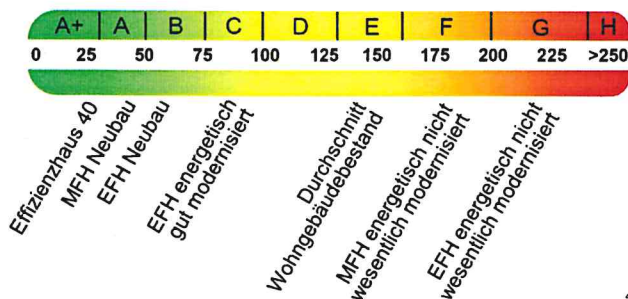 A+ A B C D E F G H
0 25 50 75 100 125 150 175 200 225 >250
Effizienzhaus 40
MFH Neubau
EFH Neubau
EFH energetisch
gut modernisiert
Durchschnitt
Wohngebäudebestand
MFH energetisch nicht
wesentlich modernisiert
EFH energetisch nicht
wesentlich modernisiert